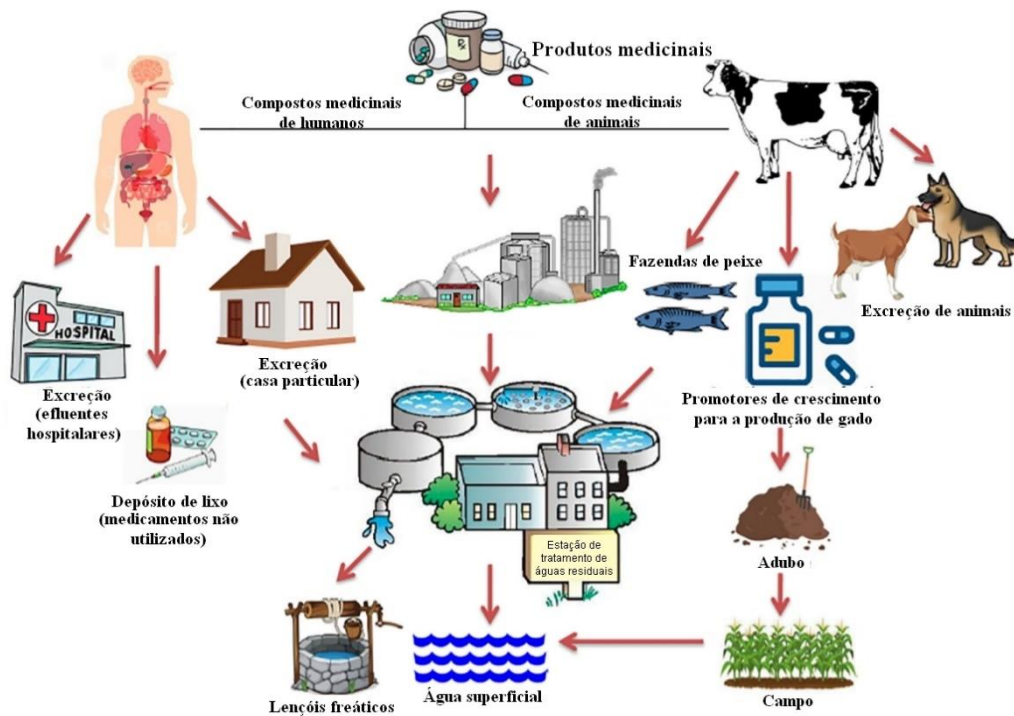 Rx
Produtos medicinais
Compostos medicinais
de humanos
Compostos medicinais
de animais
HOSPITAL
Excreção
(efluentes
hospitalares)
Excreção
(casa particular)
Depósito de lixo
(medicamentos não
utilizados)
Fazendas de peixe
Excreção de animais
Promotores de crescimento
para a produção de gado
Estação de
tratamento de
águas residuais
Adubo
Lençóis freáticos
Água superficial
Campo